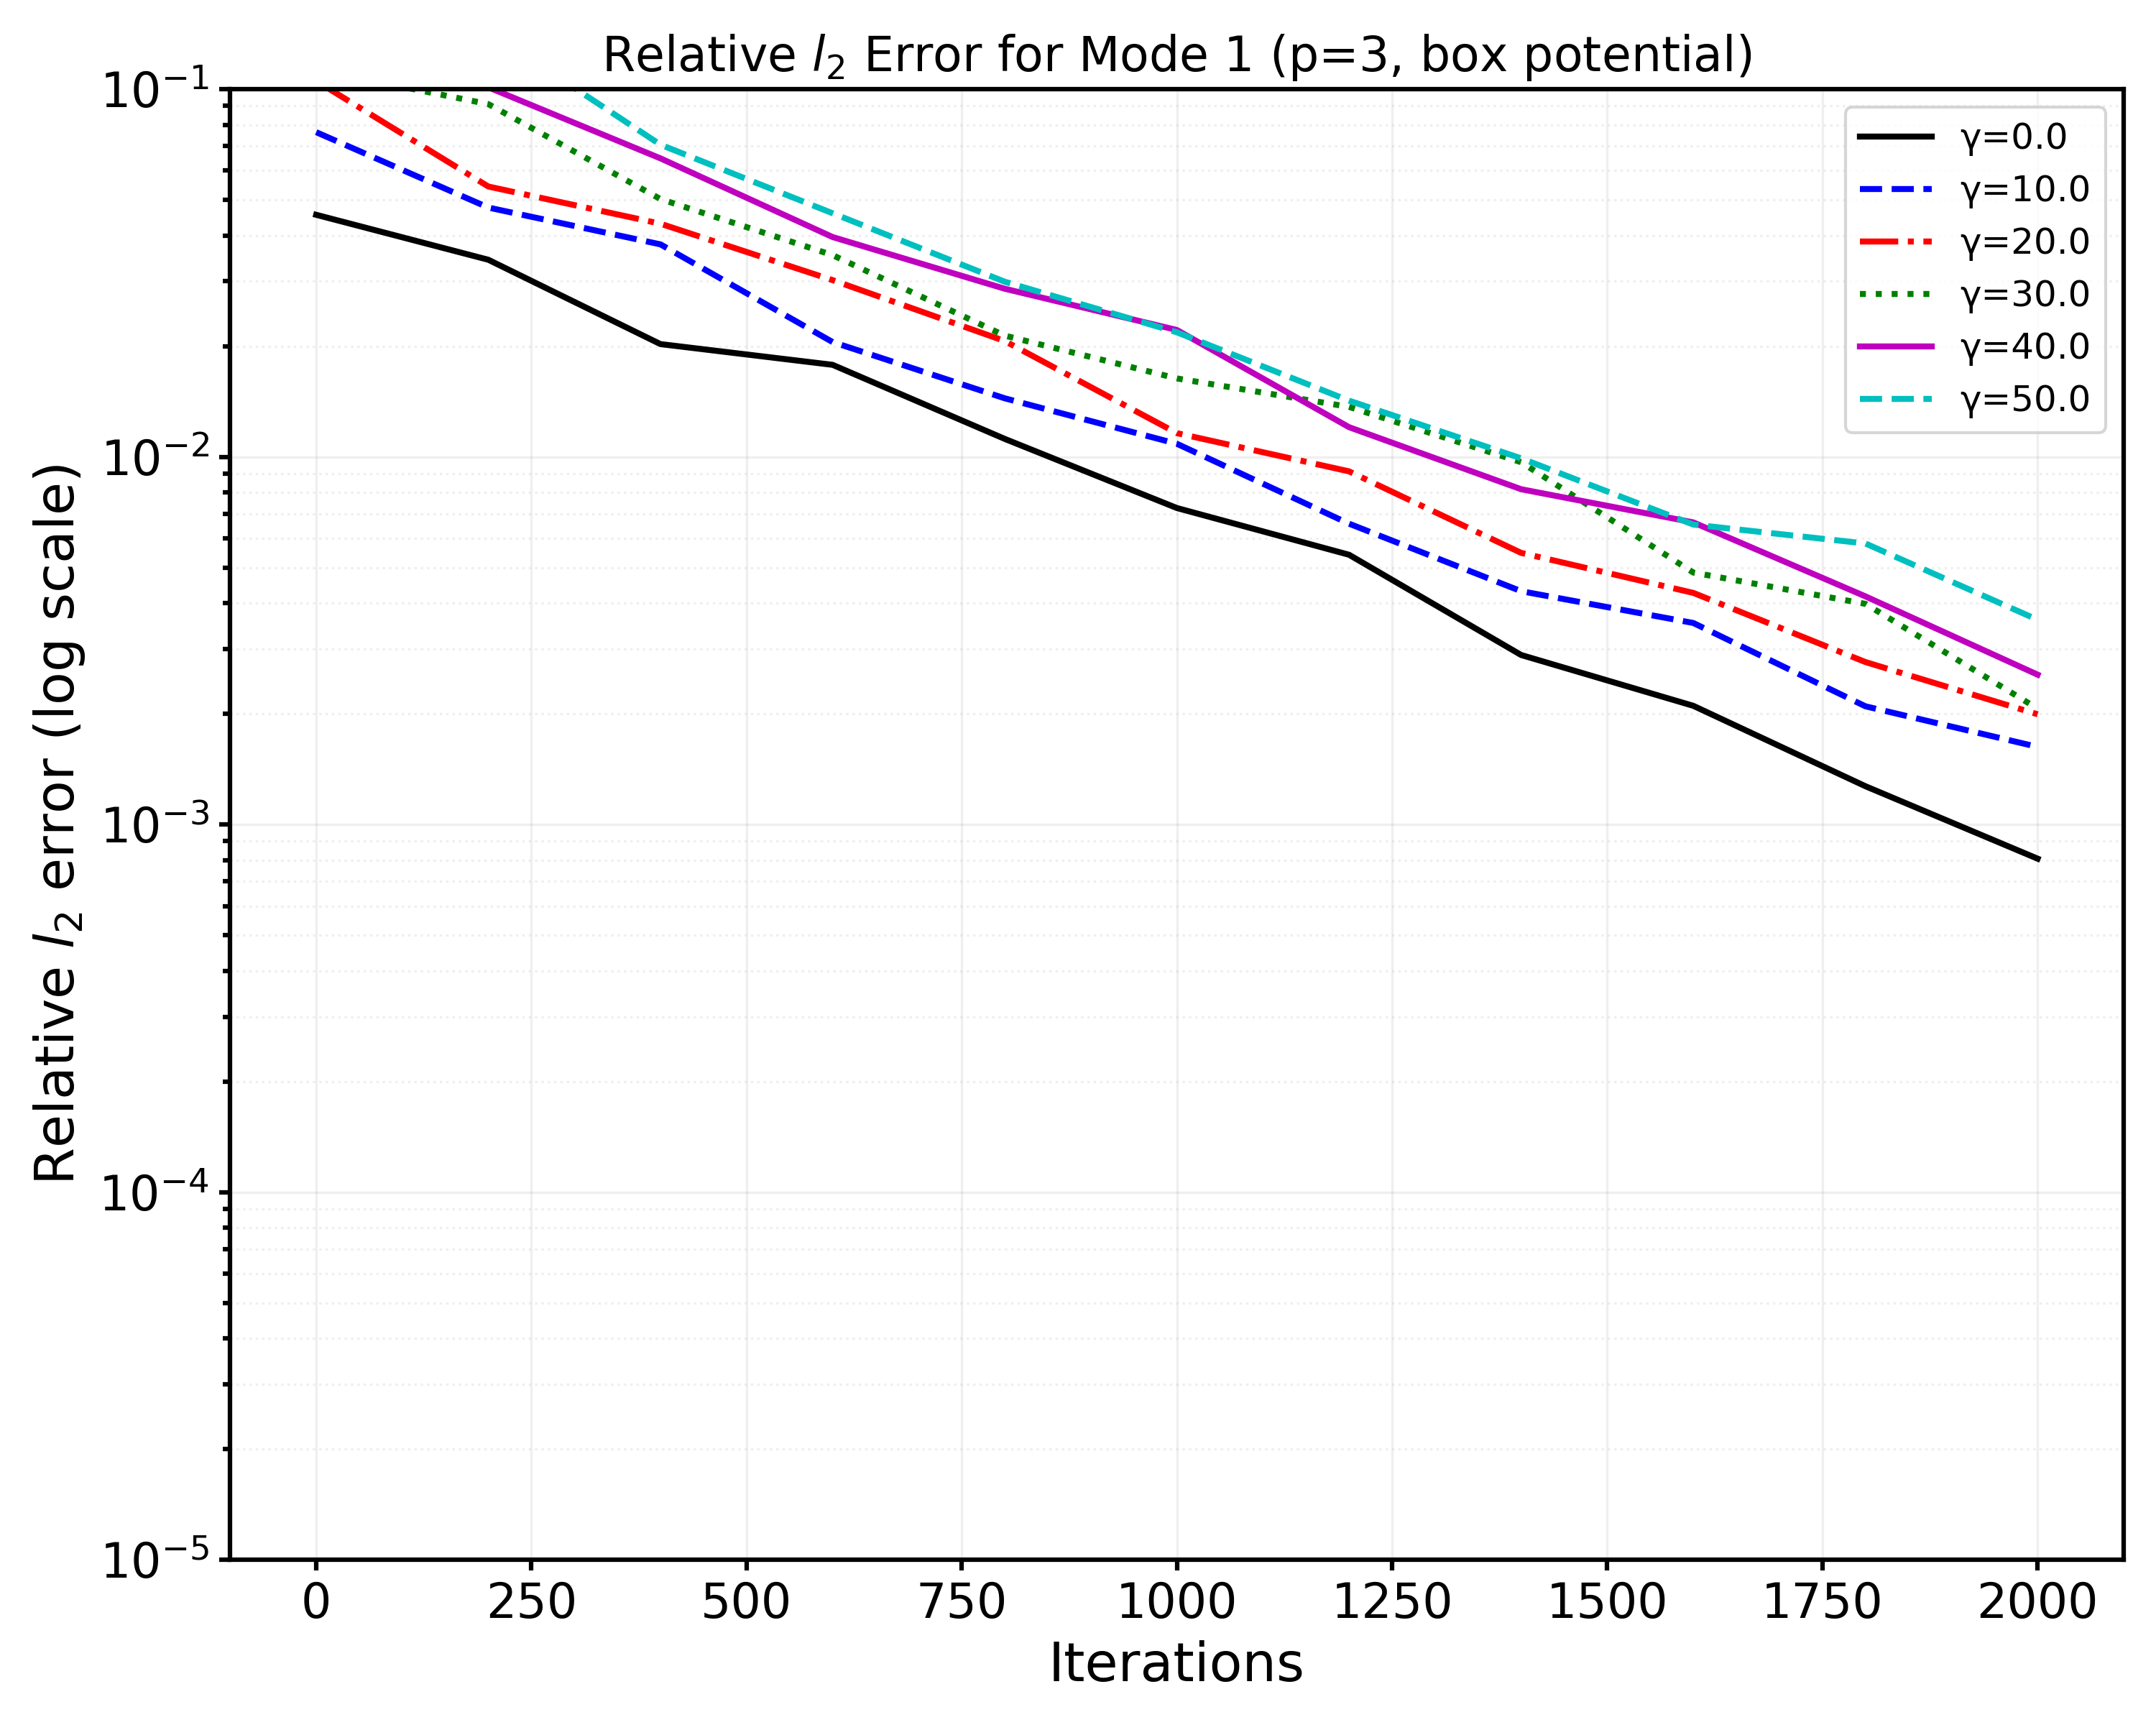 Relative l₂ Error for Mode 1 (p=3, box potential)
10⁻¹
10⁻²
10⁻³
10⁻⁴
10⁻⁵
Relative l₂ error (log scale)
γ=0.0
γ=10.0
γ=20.0
γ=30.0
γ=40.0
γ=50.0
0 250 500 750 1000 1250 1500 1750 2000
Iterations